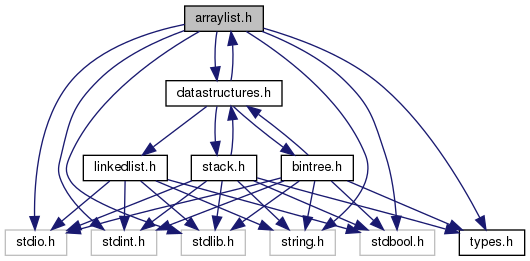 arraylist.h
datastructures.h
linkedlist.h
stack.h
bintree.h
stdio.h
stdint.h
stdlib.h
string.h
stdbool.h
types.h